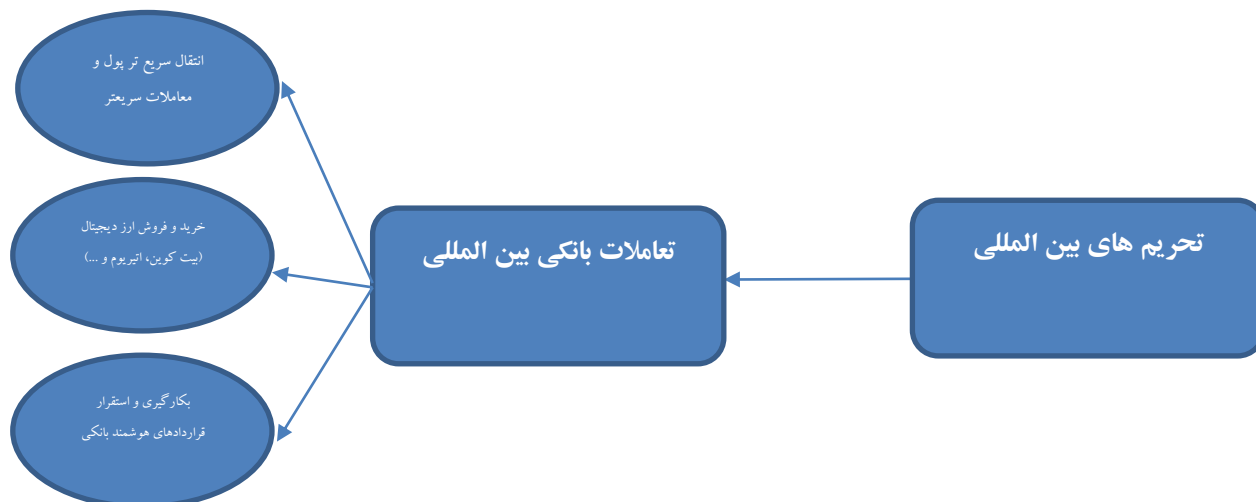 تحریم های بین المللی
تعاملات بانکی بین المللی
انتقال سریع تر پول و
معاملات سریعتر
خرید و فروش ارز دیجیتال
(بیت کوین، اتیریوم و ...)
بکارگیری و استقرار
قراردادهای هوشمند بانکی